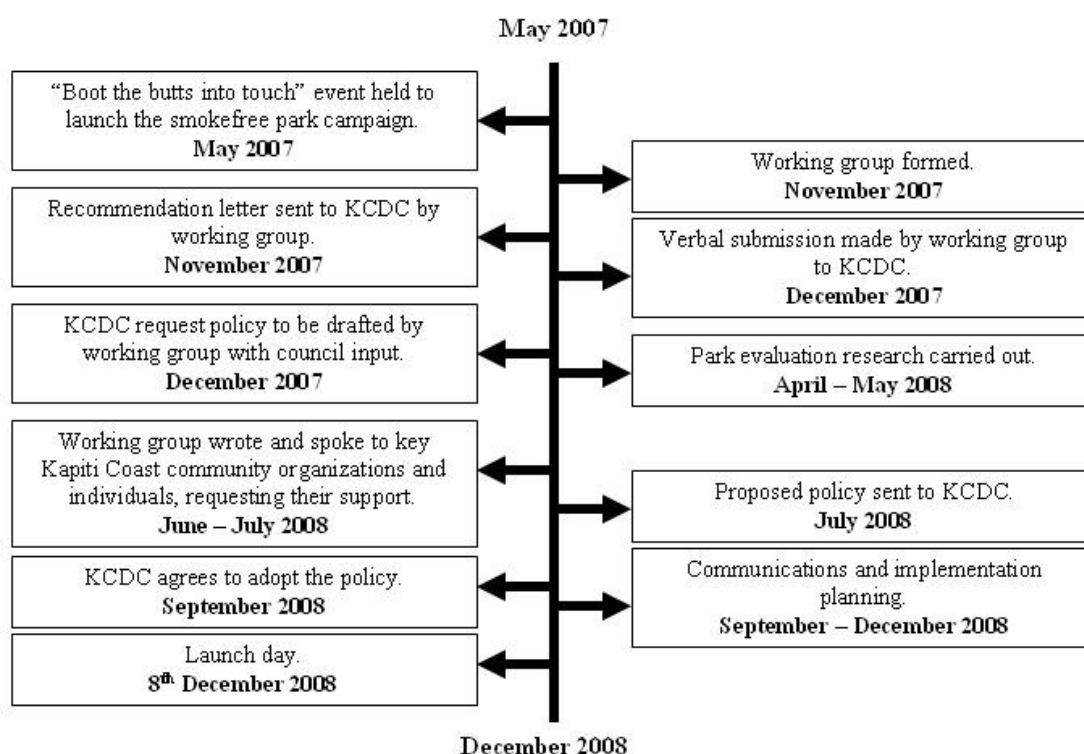 May 2007
“Boot the butts into touch” event held to
launch the smokefree park campaign.
May 2007
Working group formed.
November 2007
Recommendation letter sent to KCDC by
working group.
November 2007
Verbal submission made by working group
to KCDC.
December 2007
KCDC request policy to be drafted by
working group with council input.
December 2007
Park evaluation research carried out.
April – May 2008
Working group wrote and spoke to key
Kapiti Coast community organizations and
individuals, requesting their support.
June – July 2008
Proposed policy sent to KCDC.
July 2008
KCDC agrees to adopt the policy.
September 2008
Communications and implementation
planning.
September – December 2008
Launch day.
8th December 2008
December 2008